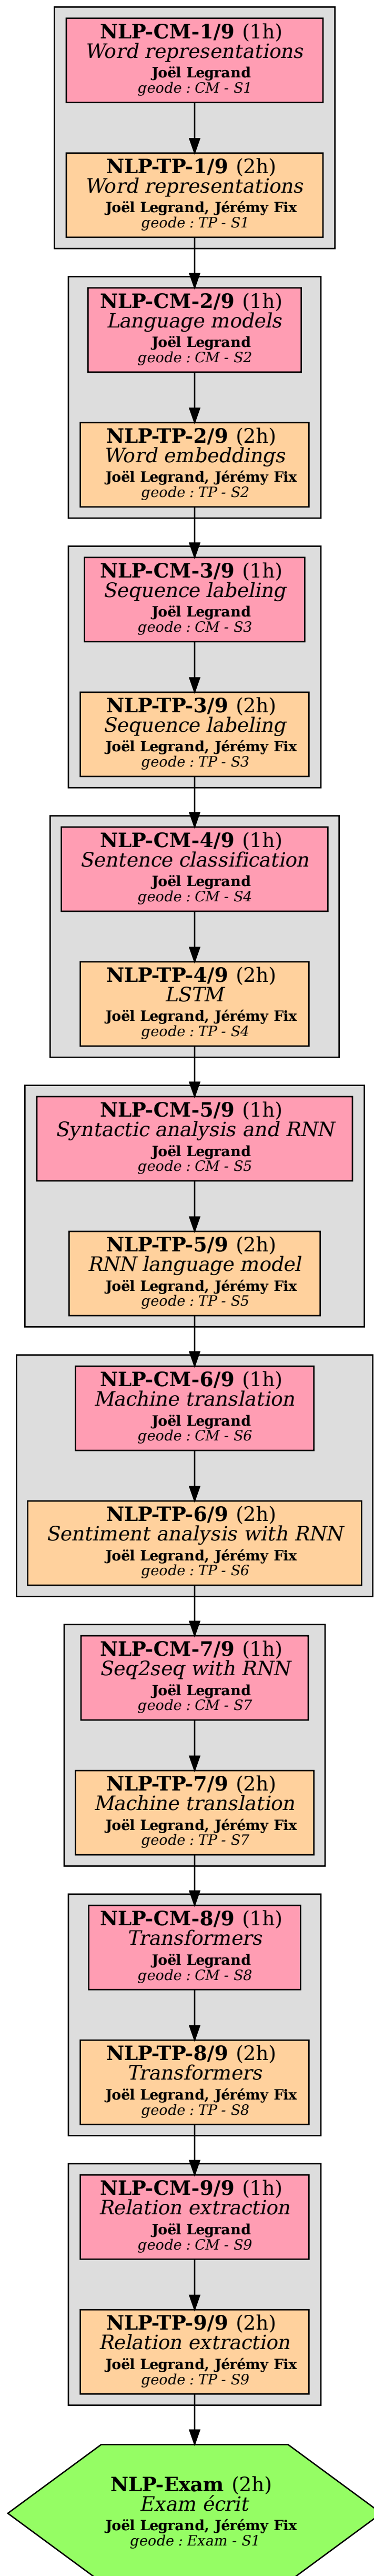 NLP-CM-1/9 (1h)
Word representations
Joël Legrand
geode : CM - S1
NLP-TP-1/9 (2h)
Word representations
Joël Legrand, Jérémy Fix
geode : TP - S1
NLP-CM-2/9 (1h)
Language models
Joël Legrand
geode : CM - S2
NLP-TP-2/9 (2h)
Word embeddings
Joël Legrand, Jérémy Fix
geode : TP - S2
NLP-CM-3/9 (1h)
Sequence labeling
Joël Legrand
geode : CM - S3
NLP-TP-3/9 (2h)
Sequence labeling
Joël Legrand, Jérémy Fix
geode : TP - S3
NLP-CM-4/9 (1h)
Sentence classification
Joël Legrand
geode : CM - S4
NLP-TP-4/9 (2h)
LSTM
Joël Legrand, Jérémy Fix
geode : TP - S4
NLP-CM-5/9 (1h)
Syntactic analysis and RNN
Joël Legrand
geode : CM - S5
NLP-TP-5/9 (2h)
RNN language model
Joël Legrand, Jérémy Fix
geode : TP - S5
NLP-CM-6/9 (1h)
Machine translation
Joël Legrand
geode : CM - S6
NLP-TP-6/9 (2h)
Sentiment analysis with RNN
Joël Legrand, Jérémy Fix
geode : TP - S6
NLP-CM-7/9 (1h)
Seq2seq with RNN
Joël Legrand
geode : CM - S7
NLP-TP-7/9 (2h)
Machine translation
Joël Legrand, Jérémy Fix
geode : TP - S7
NLP-CM-8/9 (1h)
Transformers
Joël Legrand
geode : CM - S8
NLP-TP-8/9 (2h)
Transformers
Joël Legrand, Jérémy Fix
geode : TP - S8
NLP-CM-9/9 (1h)
Relation extraction
Joël Legrand
geode : CM - S9
NLP-TP-9/9 (2h)
Relation extraction
Joël Legrand, Jérémy Fix
geode : TP - S9
NLP-Exam (2h)
Exam écrit
Joël Legrand, Jérémy Fix
geode : Exam - S1